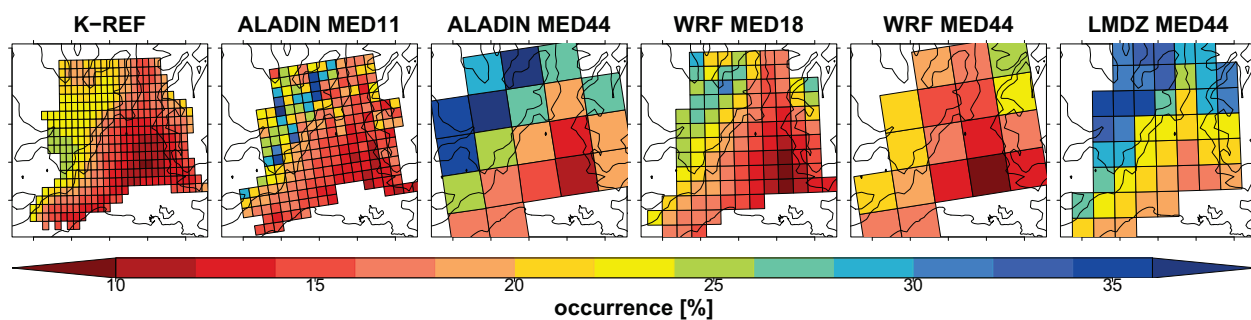 K−REF ALADIN MED11 ALADIN MED44 WRF MED18 WRF MED44 LMDZ MED44
10 15 20 25 30 35
occurrence [%]